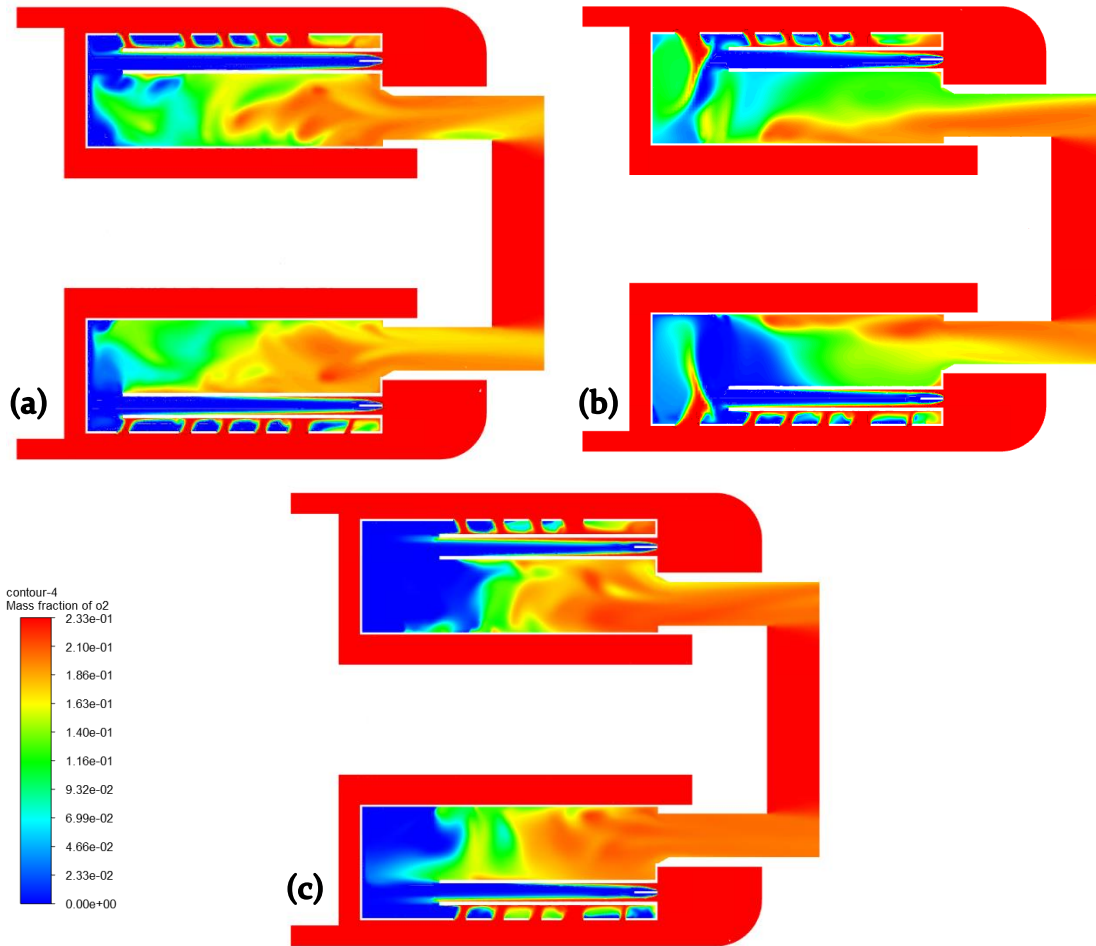 (a)
(b)
(c)
contour-4
Mass fraction of o2
2.33e-01
2.10e-01
1.86e-01
1.63e-01
1.40e-01
1.16e-01
9.32e-02
6.99e-02
4.66e-02
2.33e-02
0.00e+00